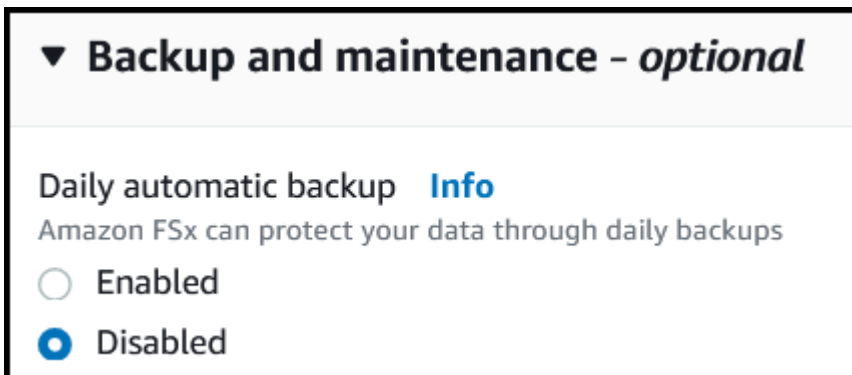 Backup and maintenance - optional
Daily automatic backup Info
Amazon FSx can protect your data through daily backups
Enabled
Disabled